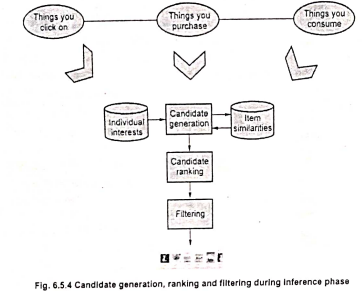 Things you
click on
Things you
purchase
Things you
consume
Individual
interests
Candidate
generation
Item
similarities
Candidate
ranking
Filtering
Fig. 6.5.4 Candidate generation, ranking and filtering during inference phase